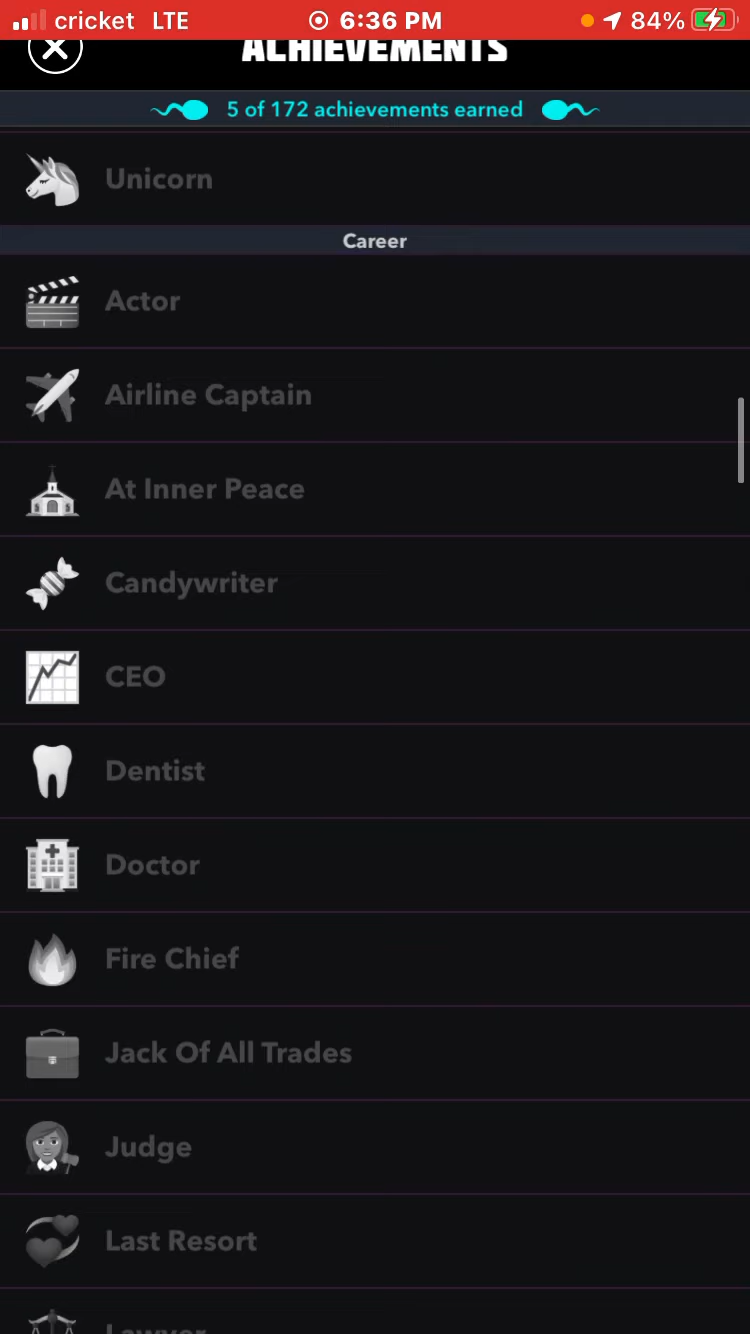 cricket LTE 6:36 PM 84%
ACHIEVEMENTS
5 of 172 achievements earned
Unicorn
Career
Actor
Airline Captain
At Inner Peace
Candywriter
CEO
Dentist
Doctor
Fire Chief
Jack Of All Trades
Judge
Last Resort
Lawyer